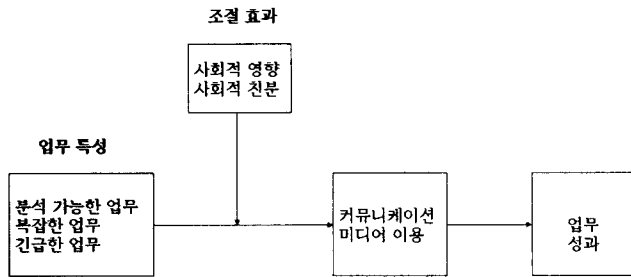 조절 효과
사회적 영향
사회적 친분
업무 특성
분석 가능한 업무
복잡한 업무
긴급한 업무
커뮤니케이션
미디어 이용
업무
성과